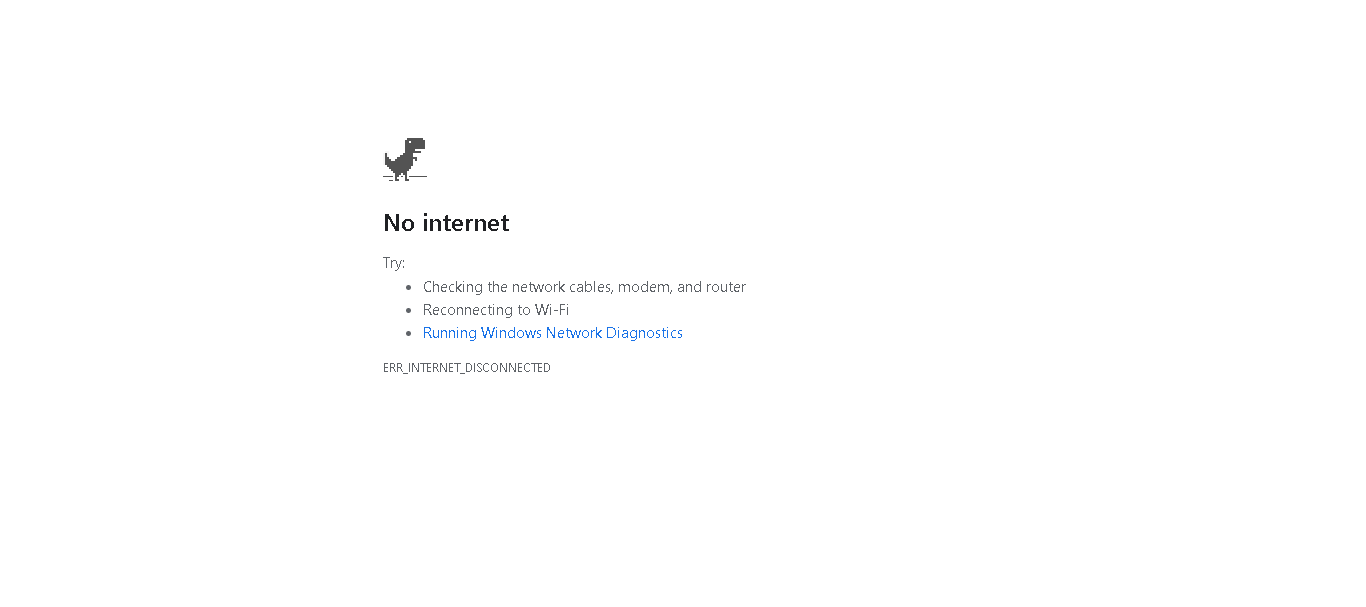 No internet
Try:
Checking the network cables, modem, and router
Reconnecting to Wi-Fi
Running Windows Network Diagnostics
ERR_INTERNET_DISCONNECTED